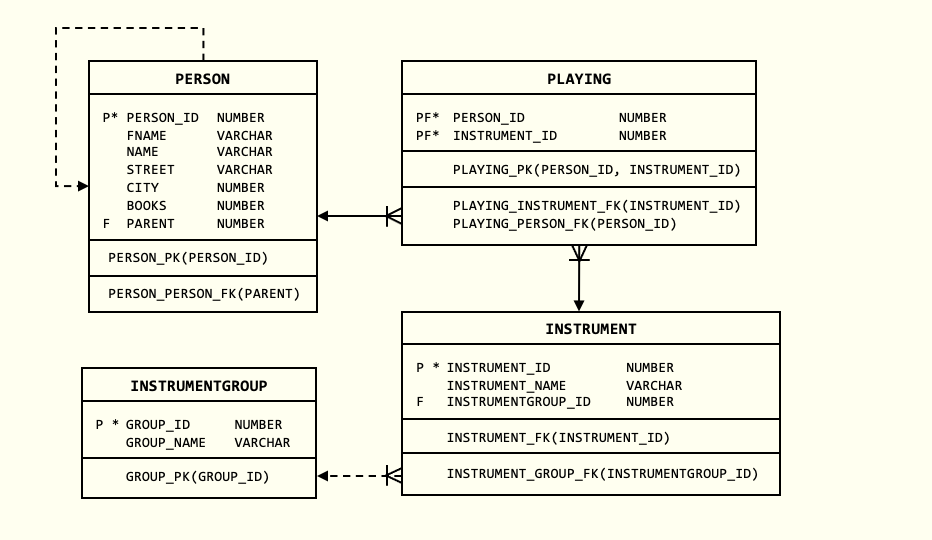 PERSON
P* PERSON_ID NUMBER
FNAME VARCHAR
NAME VARCHAR
STREET VARCHAR
CITY NUMBER
BOOKS NUMBER
F PARENT NUMBER
PERSON_PK(PERSON_ID)
PERSON_PERSON_FK(PARENT)
PLAYING
PF* PERSON_ID NUMBER
PF* INSTRUMENT_ID NUMBER
PLAYING_PK(PERSON_ID, INSTRUMENT_ID)
PLAYING_INSTRUMENT_FK(INSTRUMENT_ID)
PLAYING_PERSON_FK(PERSON_ID)
INSTRUMENTGROUP
P * GROUP_ID NUMBER
GROUP_NAME VARCHAR
GROUP_PK(GROUP_ID)
INSTRUMENT
P * INSTRUMENT_ID NUMBER
INSTRUMENT_NAME VARCHAR
F INSTRUMENTGROUP_ID NUMBER
INSTRUMENT_FK(INSTRUMENT_ID)
INSTRUMENT_GROUP_FK(INSTRUMENTGROUP_ID)